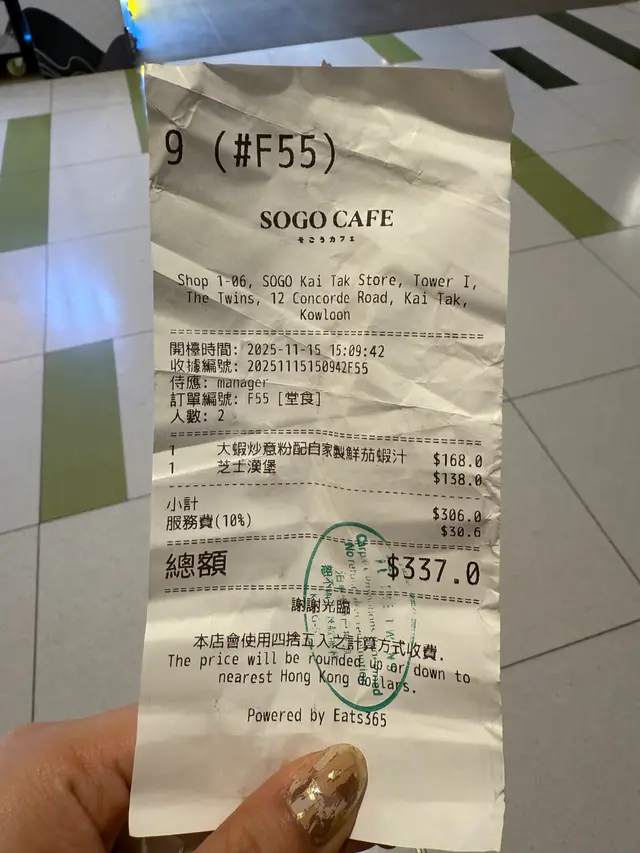 9 (#F55)
SOGO CAFE
そごうカフェ
Shop 1-06, SOGO Kai Tak Store, Tower I,
The Twins, 12 Concorde Road, Kai Tak,
Kowloon
開檯時間: 2025-11-15 15:09:42
收據編號: 20251115150942F55
侍應: manager
訂單編號: F55 [堂食]
人數: 2
1 大蝦炒意粉配自家製鮮茄蝦汁 $168.0
1 芝士漢堡 $138.0
小計 $306.0
服務費(10%) $30.6
總額 $337.0
謝謝光臨
本店會使用四捨五入之計算方式收費.
The price will be rounded up or down to
nearest Hong Kong dollars.
Powered by Eats365